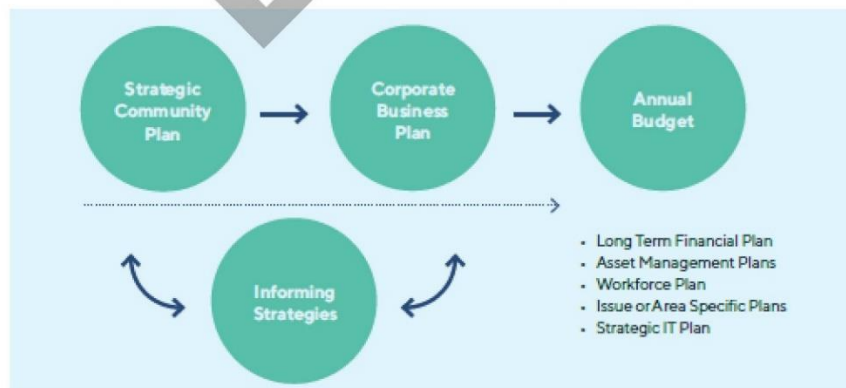 Strategic
Community
Plan
Corporate
Business
Plan
Annual
Budget
Informing
Strategies
• Long Term Financial Plan
• Asset Management Plans
• Workforce Plan
• Issue or Area Specific Plans
• Strategic IT Plan